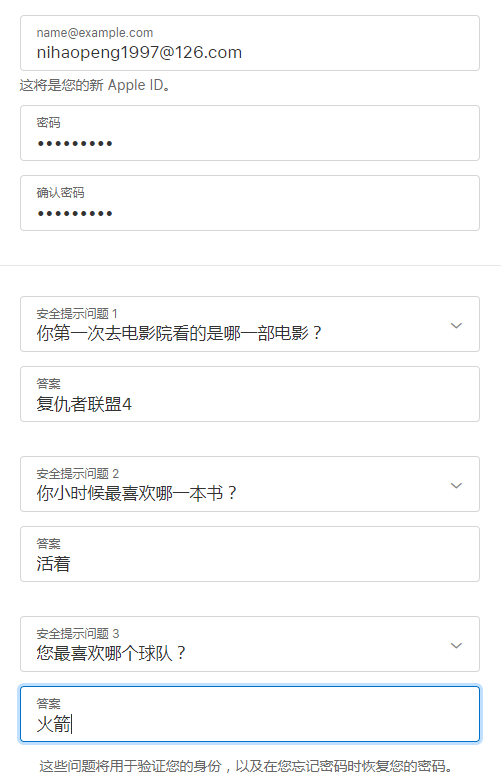 name@example.com
nihaopeng1997@126.com
这将是您的新 Apple ID。
密码
•••••••••
确认密码
•••••••••
安全提示问题 1
你第一次去电影院看的是哪一部电影？
答案
复仇者联盟4
安全提示问题 2
你小时候最喜欢哪一本书？
答案
活着
安全提示问题 3
您最喜欢哪个球队？
答案
火箭
这些问题将用于验证您的身份，以及在您忘记密码时恢复您的密码。